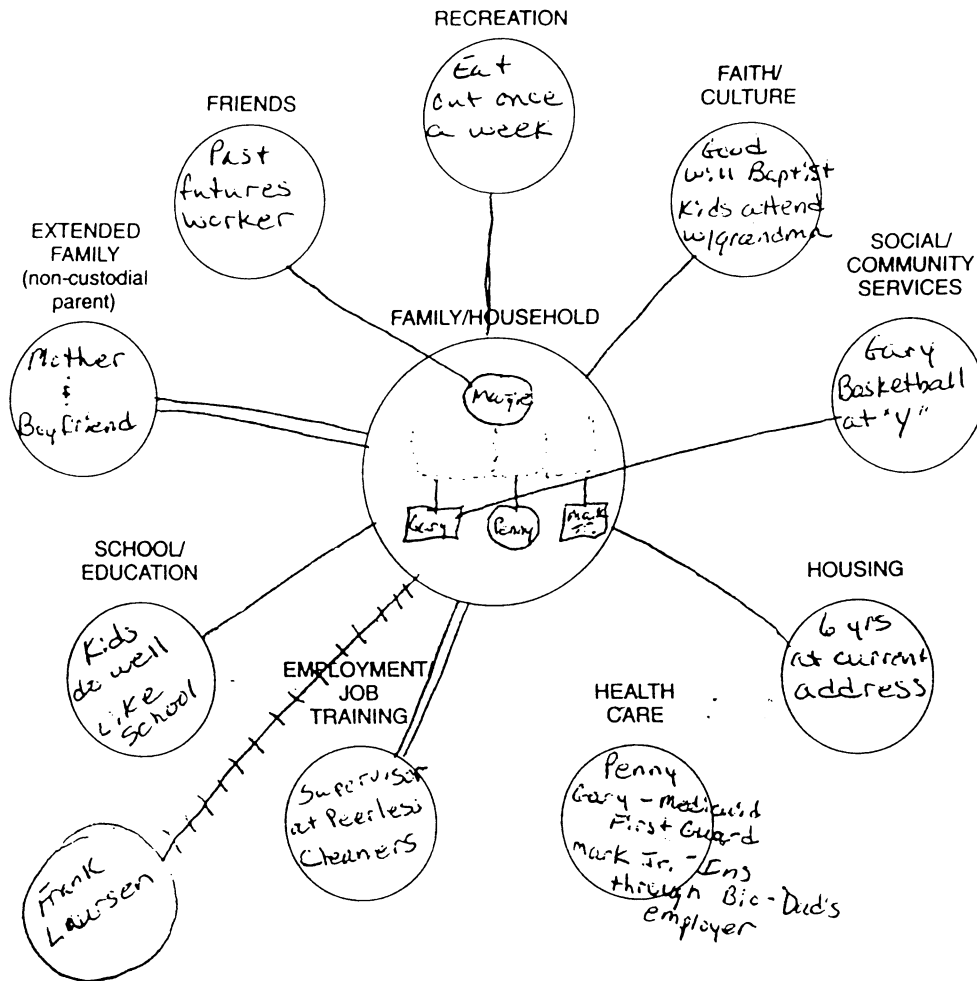 RECREATION
Eat
out once
a week
FRIENDS
Past
futures
worker
FAITH/
CULTURE
Good
will Baptist
Kids attend
w/grandma
EXTENDED
FAMILY
(non-custodial
parent)
Mother
&
Boyfriend
SOCIAL/
COMMUNITY
SERVICES
Gary
Basketball
at "Y"
FAMILY/HOUSEHOLD
Gary
Penny
Mark
Jr.
SCHOOL/
EDUCATION
Kids
do well
Like
School
HOUSING
6 yrs
at current
address
EMPLOYMENT/
JOB
TRAINING
Supervisor
at Peerless
Cleaners
HEALTH
CARE
Penny
Gary - Medicaid
First Guard
Mark Jr. - Ins
through Bio-Dad's
employer
Frank